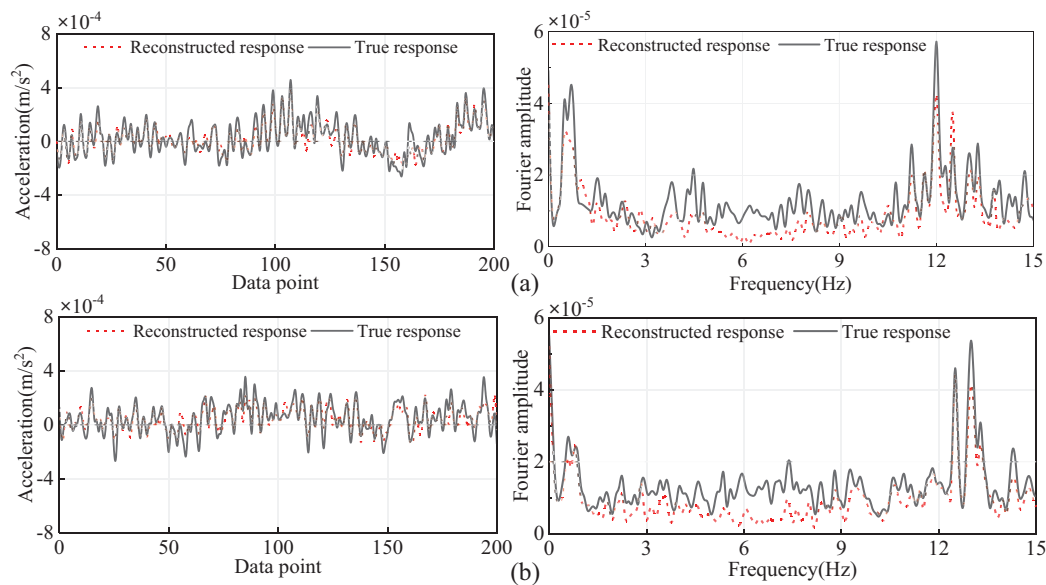 ×10⁻⁴
8
4
0
-4
-8
Acceleration(m/s²)
Reconstructed response
True response
0
50
100
150
200
Data point
×10⁻⁵
6
4
2
0
Fourier amplitude
Reconstructed response
True response
0
3
6
9
12
15
Frequency(Hz)
(a)
×10⁻⁴
8
4
0
-4
-8
Acceleration(m/s²)
Reconstructed response
True response
0
50
100
150
200
Data point
×10⁻⁵
6
4
2
0
Fourier amplitude
Reconstructed response
True response
0
3
6
9
12
15
Frequency(Hz)
(b)